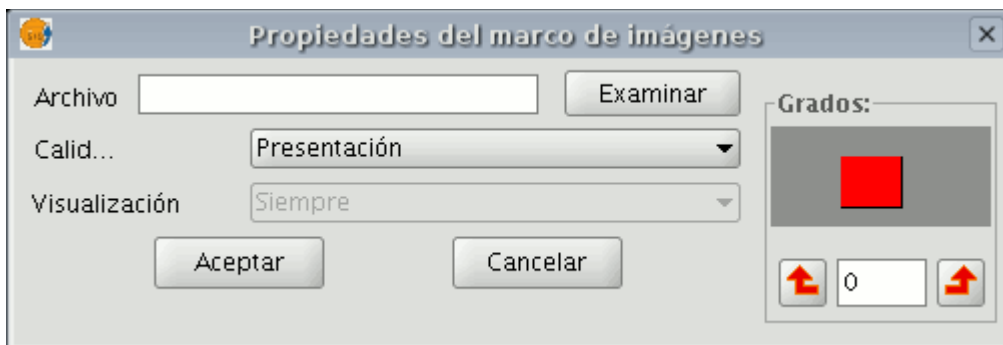 Propiedades del marco de imágenes
Archivo
Examinar
Grados:
Calid...
Presentación
Visualización
Siempre
Aceptar
Cancelar
0